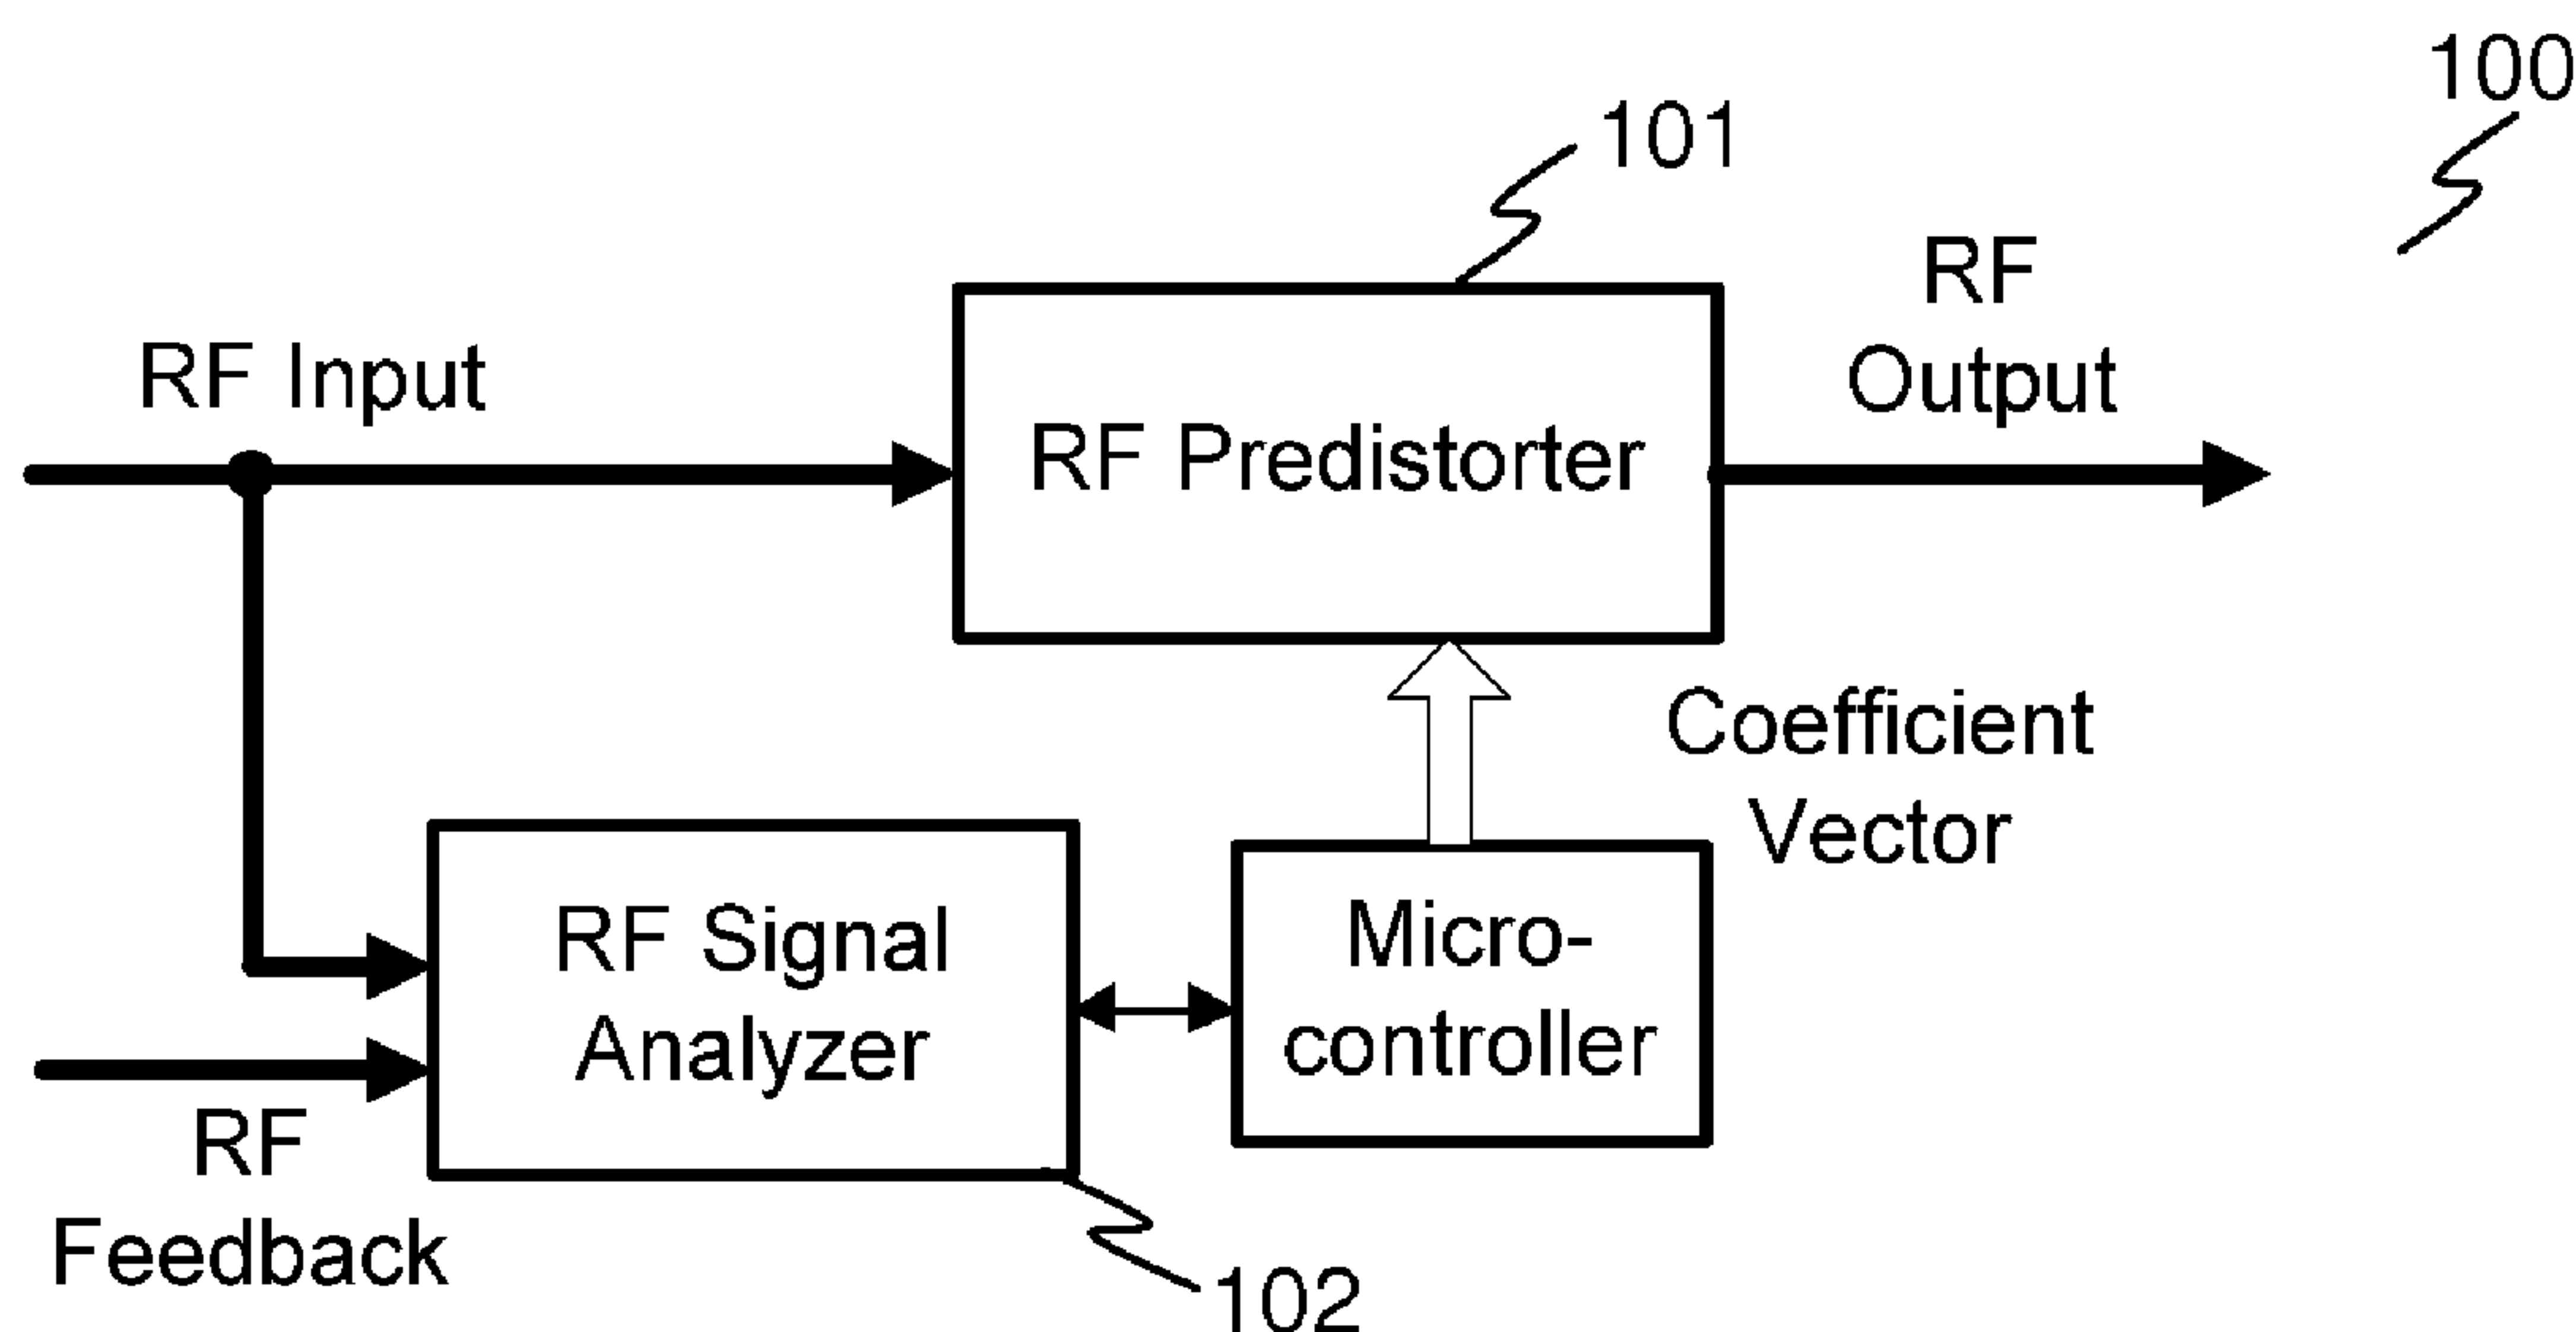 100
101
RF
Output
RF Input
RF Predistorter
Coefficient
Vector
RF Signal
Analyzer
Micro-
controller
RF
Feedback
102